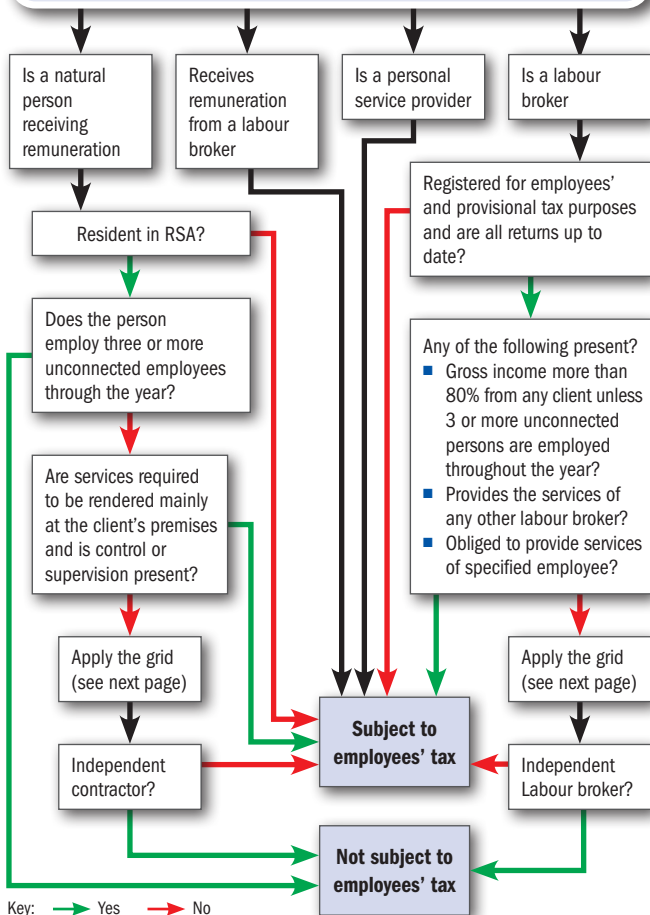 Is a natural
person
receiving
remuneration
Receives
remuneration
from a labour
broker
Is a personal
service provider
Is a labour
broker
Registered for employees'
and provisional tax purposes
and are all returns up to
date?
Resident in RSA?
Does the person
employ three or more
unconnected employees
through the year?
Any of the following present?
■ Gross income more than
80% from any client unless
3 or more unconnected
persons are employed
throughout the year?
■ Provides the services of
any other labour broker?
■ Obliged to provide services
of specified employee?
Are services required
to be rendered mainly
at the client's premises
and is control or
supervision present?
Apply the grid
(see next page)
Apply the grid
(see next page)
Subject to
employees' tax
Independent
contractor?
Independent
Labour broker?
Not subject to
employees' tax
Key: Yes No